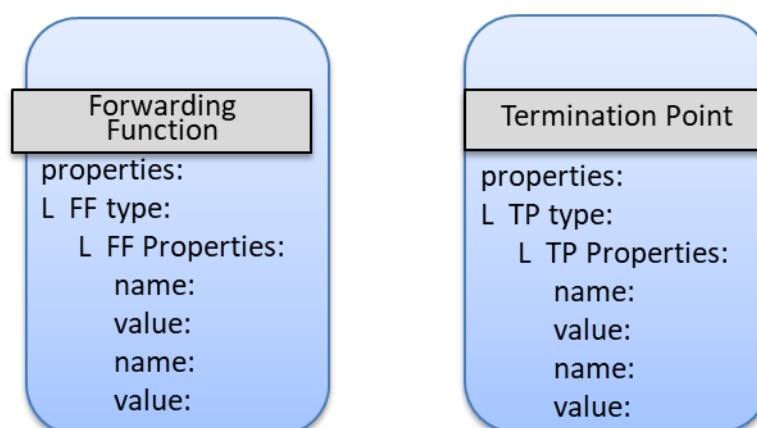 Forwarding
Function
properties:
L FF type:
L FF Properties:
name:
value:
name:
value:
Termination Point
properties:
L TP type:
L TP Properties:
name:
value:
name:
value: